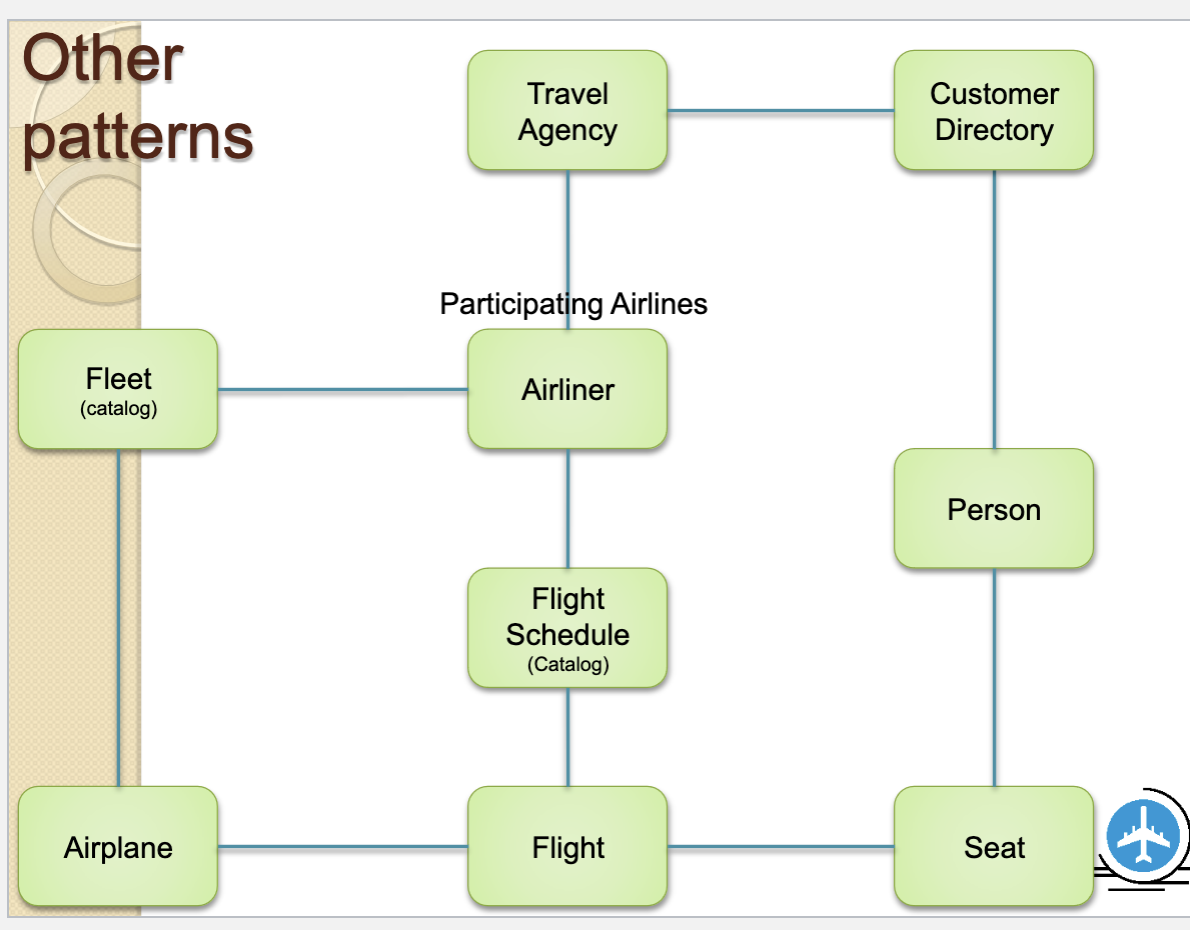 Other
patterns
Travel
Agency
Customer
Directory
Participating Airlines
Fleet
(catalog)
Airliner
Person
Flight
Schedule
(Catalog)
Airplane
Flight
Seat